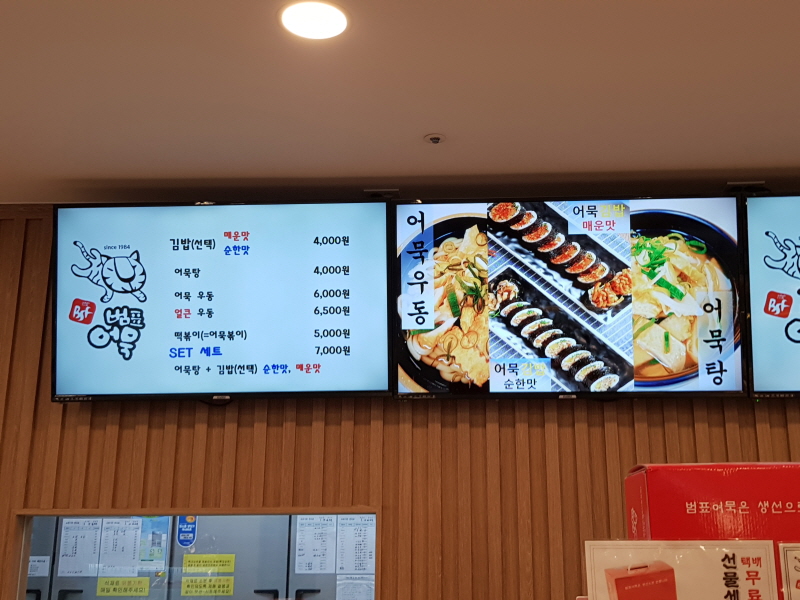 since 1984
BSF
범표
어묵
김밥(선택) 매운맛 순한맛 4,000원
어묵탕 4,000원
어묵 우동 6,000원
얼큰 우동 6,500원
떡볶이(=어묵볶이) 5,000원
SET 세트 7,000원
어묵탕 + 김밥(선택) 순한맛, 매운맛
어묵우동
어묵김밥
매운맛
어묵김밥
순한맛
어묵탕
범표어묵은 생선으
선물세
택배
무료